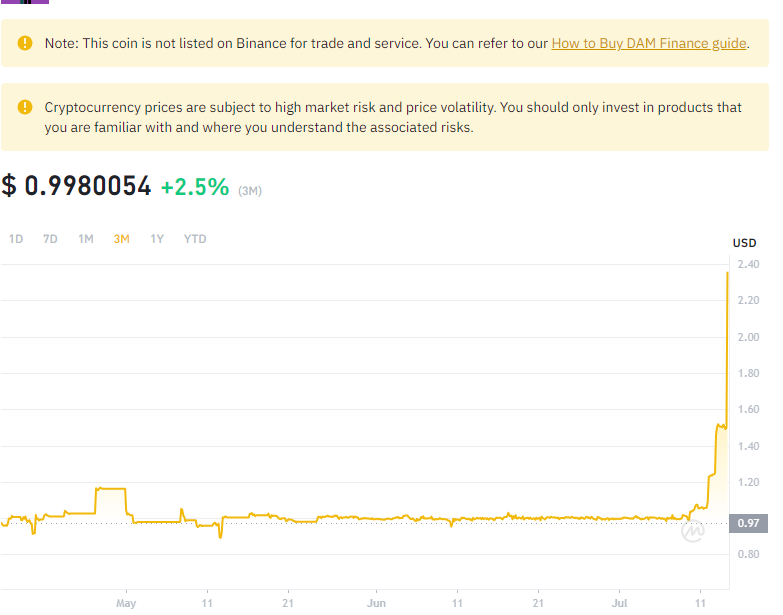 Note: This coin is not listed on Binance for trade and service. You can refer to our How to Buy DAM Finance guide.
Cryptocurrency prices are subject to high market risk and price volatility. You should only invest in products that
you are familiar with and where you understand the associated risks.
$ 0.9980054 +2.5% (3M)
1D 7D 1M 3M 1Y YTD
USD
2.40
2.20
2.00
1.80
1.60
1.40
1.20
0.97
0.80
May 11 21 Jun 11 21 Jul 11